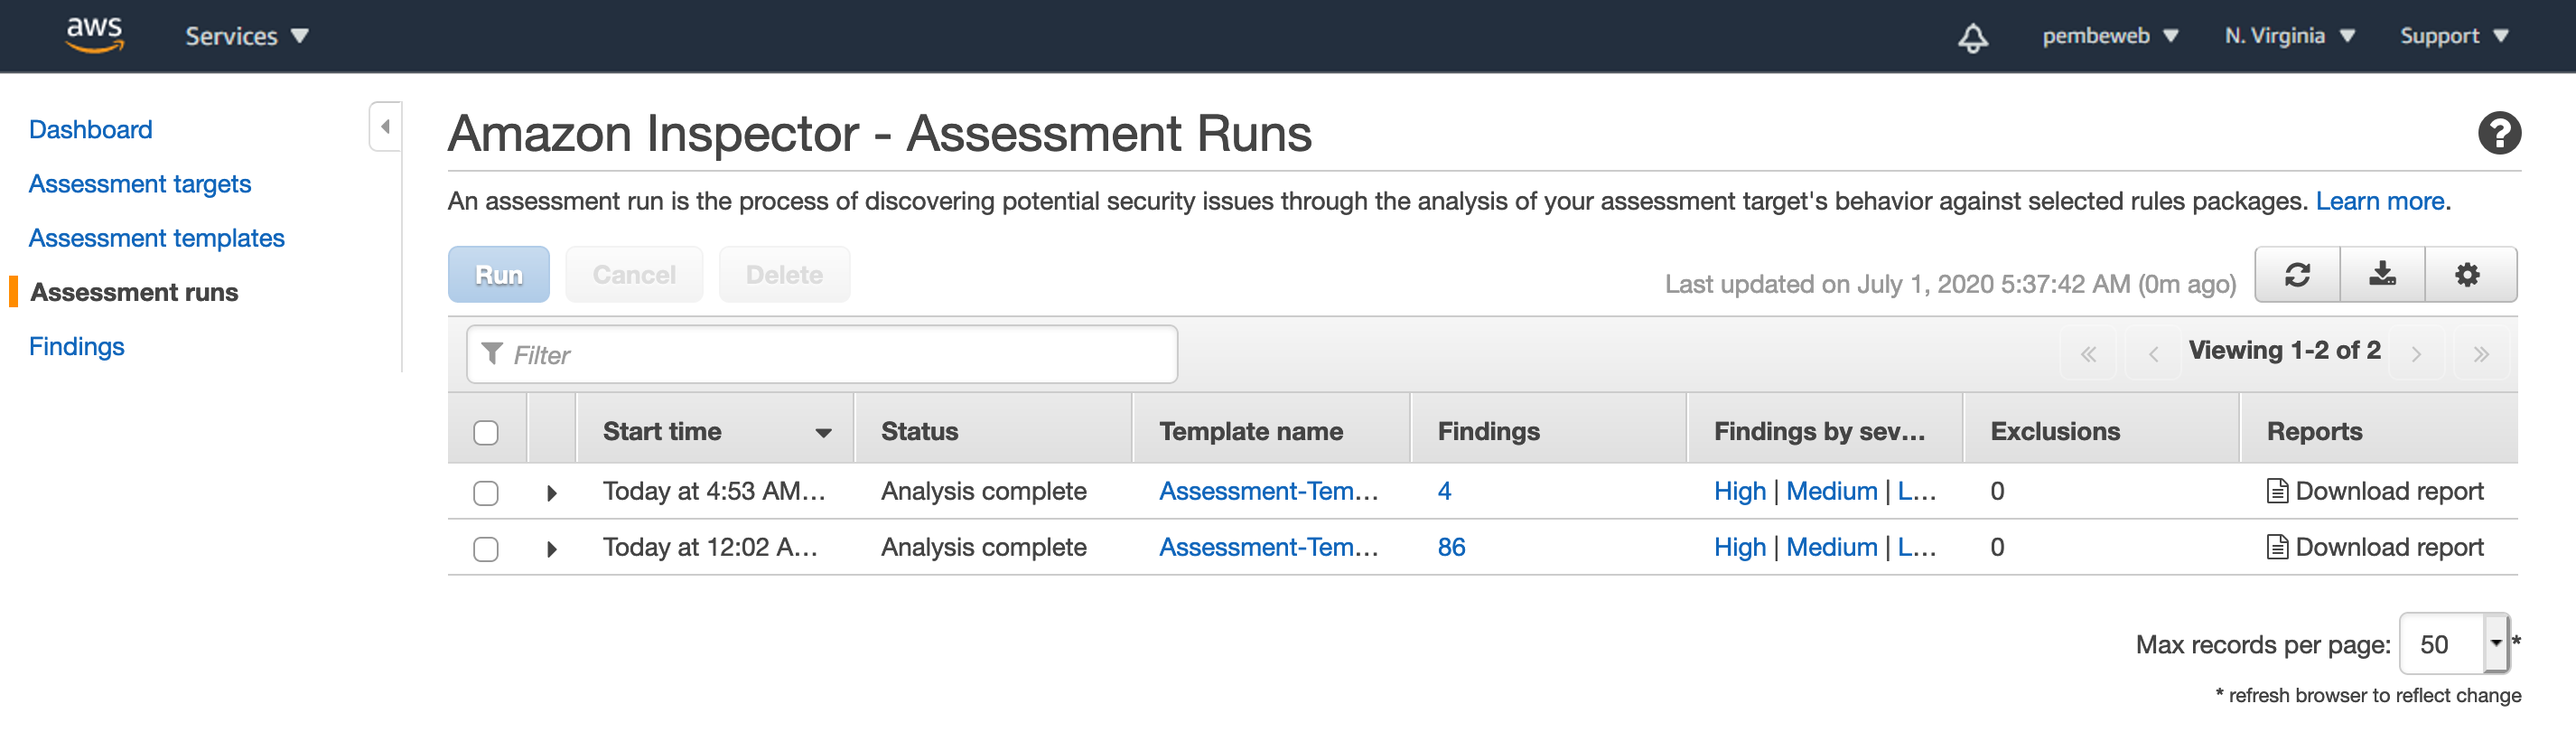 aws Services pembeweb N. Virginia Support
Dashboard
Assessment targets
Assessment templates
Assessment runs
Findings
Amazon Inspector - Assessment Runs
An assessment run is the process of discovering potential security issues through the analysis of your assessment target's behavior against selected rules packages. Learn more.
Run Cancel Delete
Last updated on July 1, 2020 5:37:42 AM (0m ago)
Filter
Viewing 1-2 of 2
Start time Status Template name Findings Findings by sev... Exclusions Reports
Today at 4:53 AM... Analysis complete Assessment-Tem... 4 High | Medium | L... 0 Download report
Today at 12:02 A... Analysis complete Assessment-Tem... 86 High | Medium | L... 0 Download report
Max records per page: 50 *
* refresh browser to reflect change